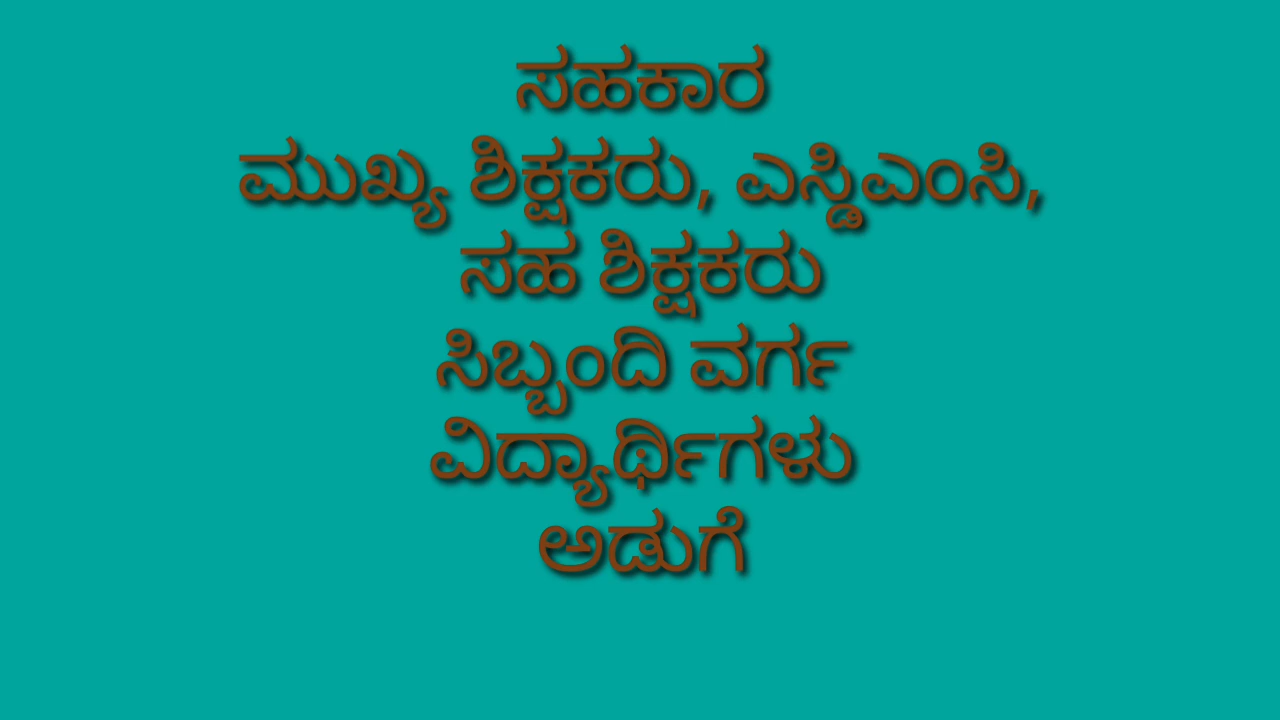 ಸಹಕಾರ
ಮುಖ್ಯ ಶಿಕ್ಷಕರು, ಎಸ್ಡಿಎಂಸಿ,
ಸಹ ಶಿಕ್ಷಕರು
ಸಿಬ್ಬಂದಿ ವರ್ಗ
ವಿದ್ಯಾರ್ಥಿಗಳು
ಅಡುಗೆ